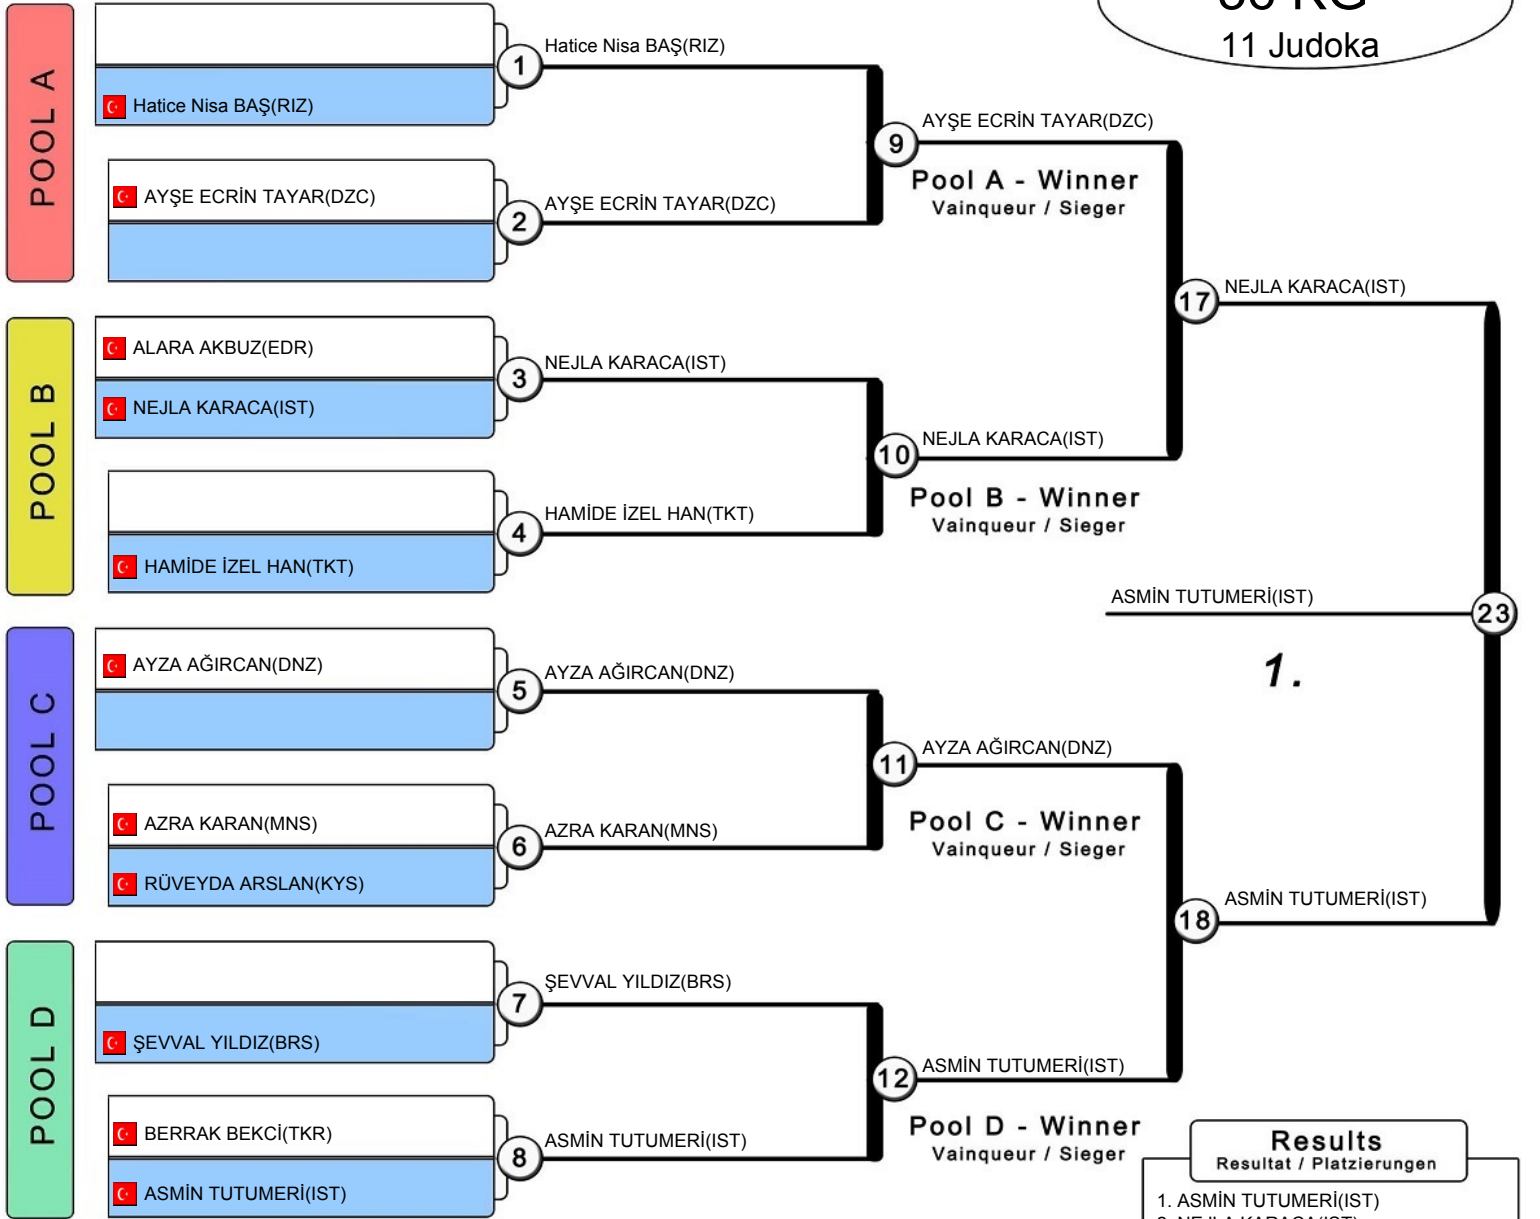 KG
11 Judoka
POOL A
Hatice Nisa BAŞ(RIZ)
AYŞE ECRİN TAYAR(DZC)
1
Hatice Nisa BAŞ(RIZ)
2
AYŞE ECRİN TAYAR(DZC)
9
AYŞE ECRİN TAYAR(DZC)
Pool A - Winner
Vainqueur / Sieger
POOL B
ALARA AKBUZ(EDR)
NEJLA KARACA(IST)
HAMİDE İZEL HAN(TKT)
3
NEJLA KARACA(IST)
4
HAMİDE İZEL HAN(TKT)
10
NEJLA KARACA(IST)
Pool B - Winner
Vainqueur / Sieger
17
NEJLA KARACA(IST)
POOL C
AYZA AĞIRCAN(DNZ)
AZRA KARAN(MNS)
RÜVEYDA ARSLAN(KYS)
5
AYZA AĞIRCAN(DNZ)
6
AZRA KARAN(MNS)
11
AYZA AĞIRCAN(DNZ)
Pool C - Winner
Vainqueur / Sieger
POOL D
ŞEVVAL YILDIZ(BRS)
BERRAK BEKCİ(TKR)
ASMİN TUTUMERİ(IST)
7
ŞEVVAL YILDIZ(BRS)
8
ASMİN TUTUMERİ(IST)
12
ASMİN TUTUMERİ(IST)
Pool D - Winner
Vainqueur / Sieger
18
ASMİN TUTUMERİ(IST)
ASMİN TUTUMERİ(IST)
23
1.
Results
Resultat / Platzierungen
1. ASMİN TUTUMERİ(IST)
2. NEJLA KARACA(IST)